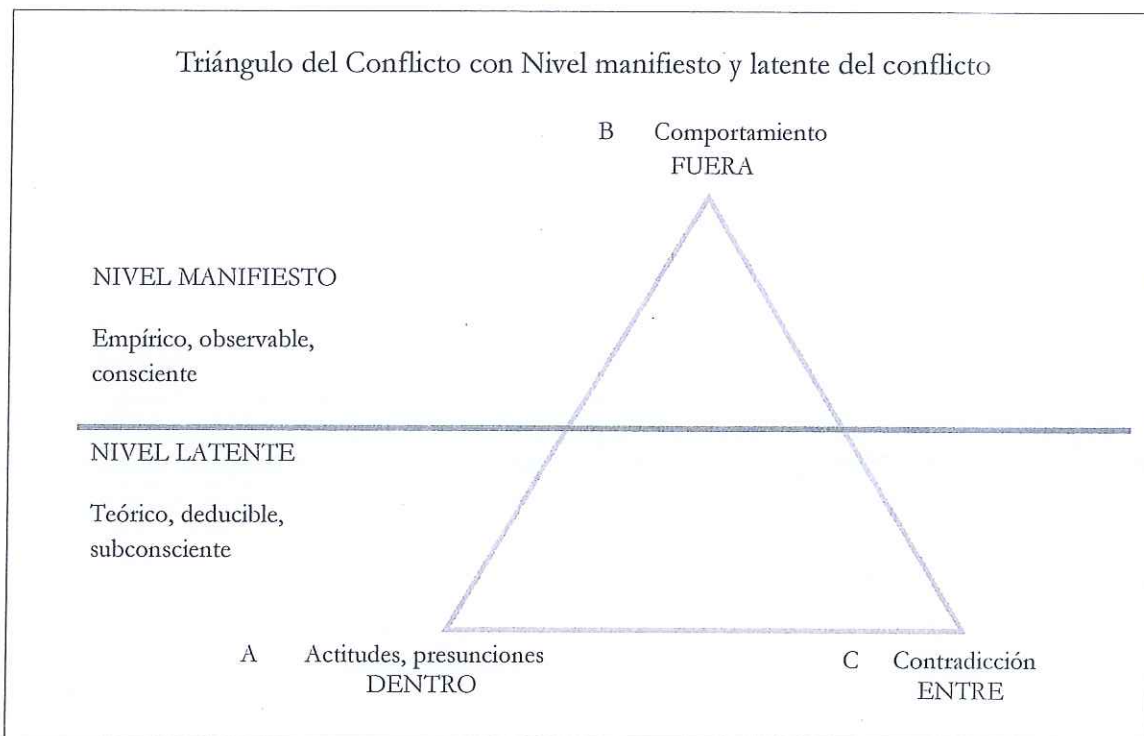 Triángulo del Conflicto con Nivel manifiesto y latente del conflicto
B Comportamiento
FUERA
NIVEL MANIFIESTO
Empírico, observable,
consciente
NIVEL LATENTE
Teórico, deducible,
subconsciente
A Actitudes, presunciones
DENTRO
C Contradicción
ENTRE